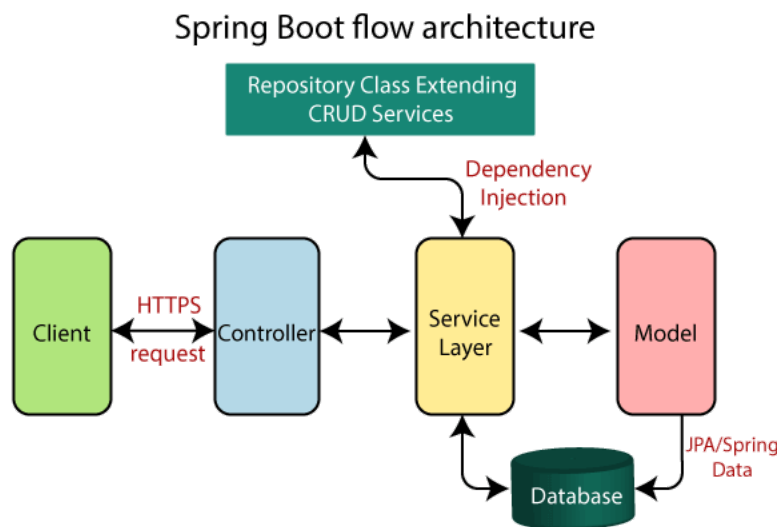 Spring Boot flow architecture
Repository Class Extending
CRUD Services
Dependency
Injection
Client
HTTPS
request
Controller
Service
Layer
Model
JPA/Spring
Data
Database